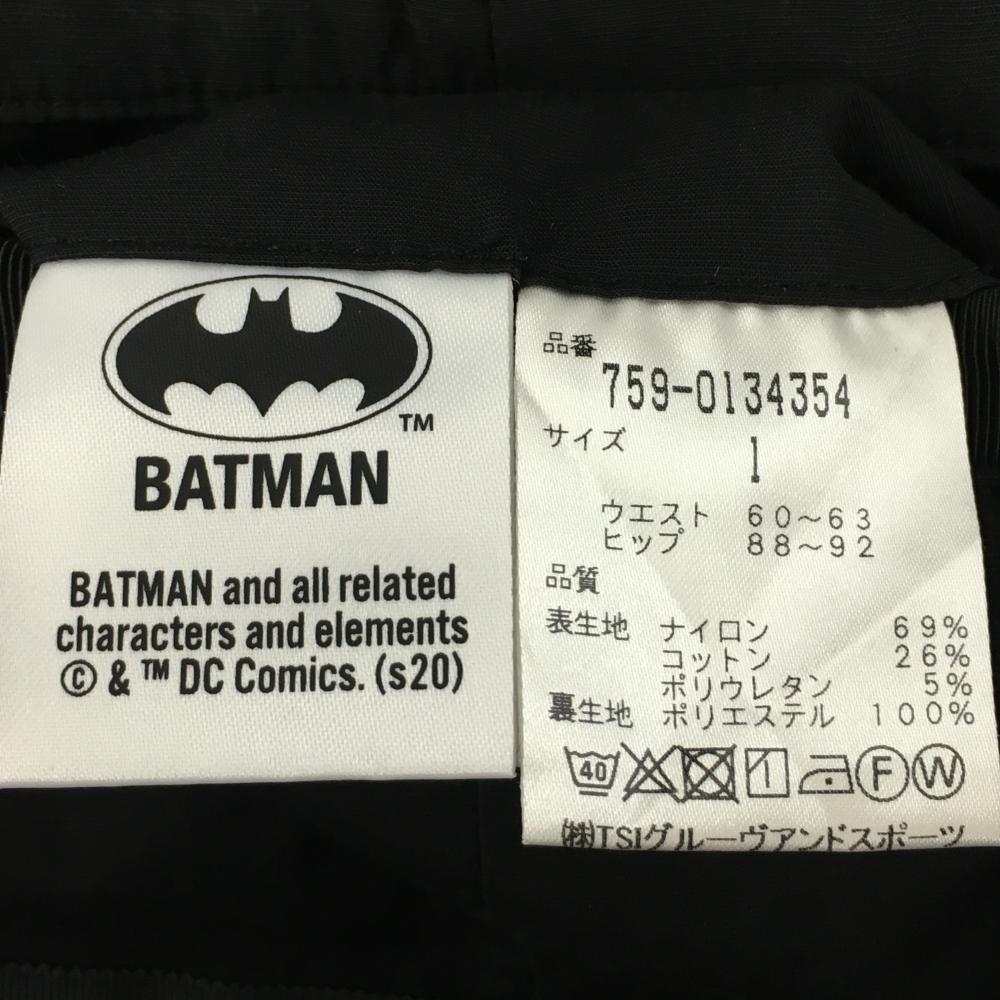 TM
BATMAN
BATMAN and all related
characters and elements
© & ™ DC Comics. (s20)
品番
759-0134354
サイズ
1
ウエスト 60〜63
ヒップ 88〜92
品質
表生地 ナイロン 69%
コットン 26%
ポリウレタン 5%
裏生地 ポリエステル 100%
40 F W
㈱TSIグルーヴアンドスポーツ